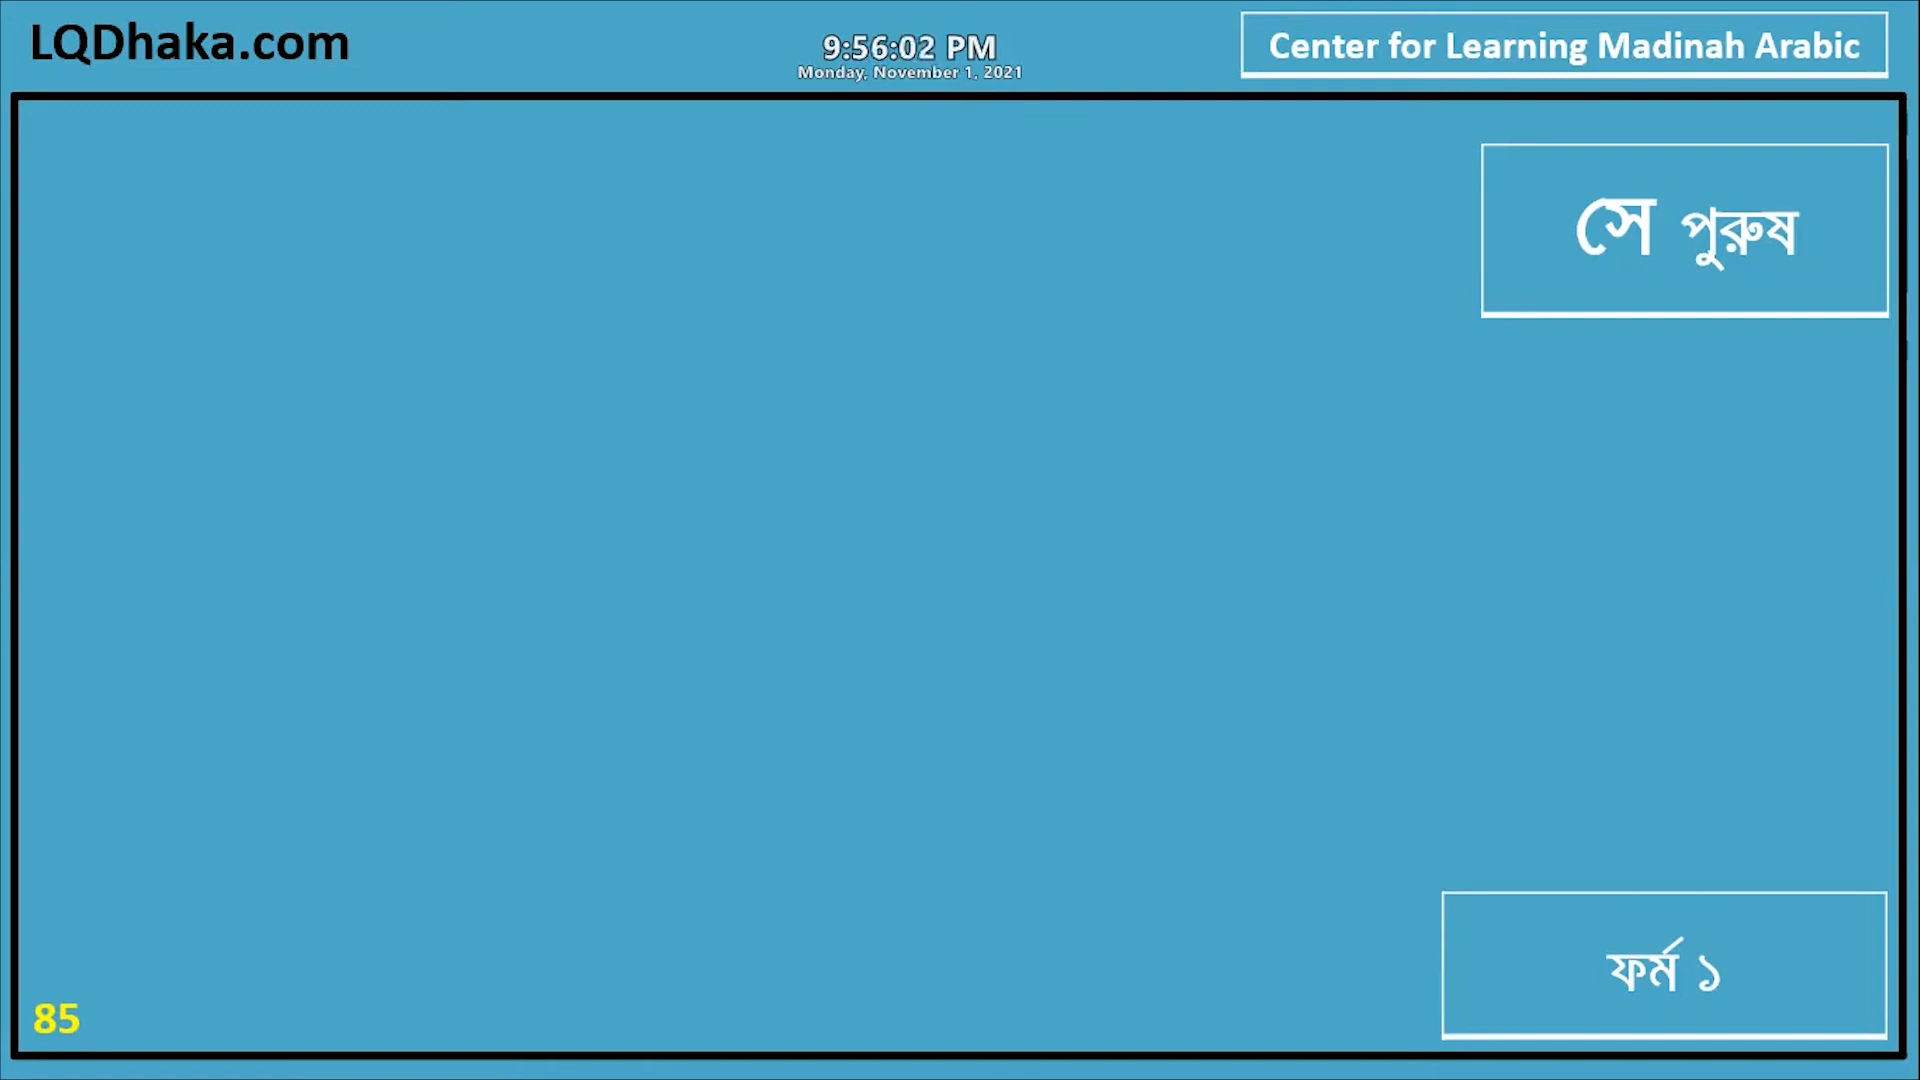 LQDhaka.com
9:56:02 PM
Monday, November 1, 2021
Center for Learning Madinah Arabic
সে পুরুষ
ফর্ম ১
85